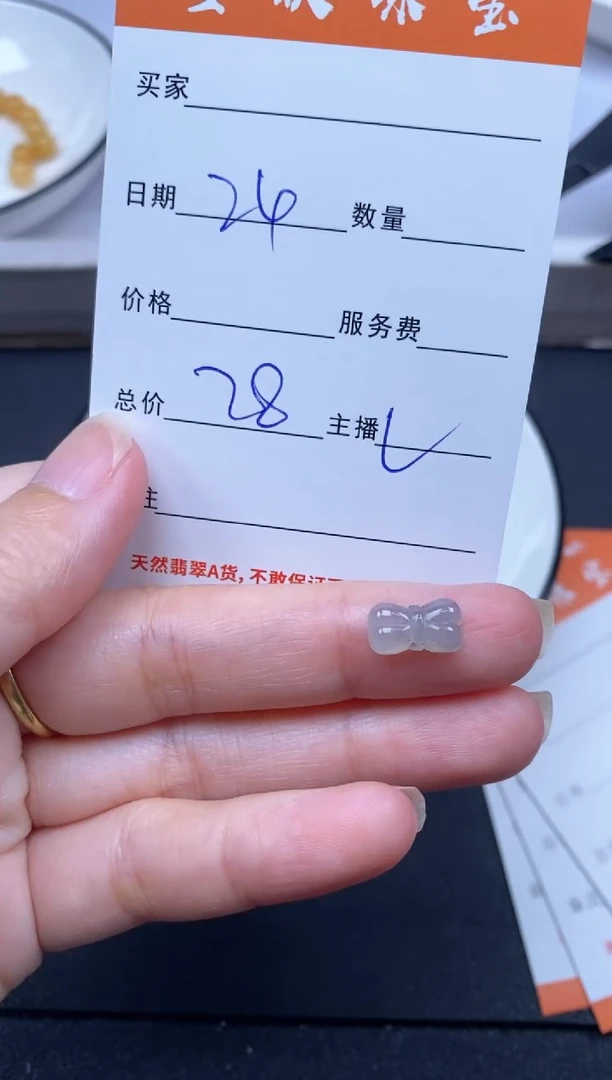 买家
日期 24 数量
价格 服务费
总价 28 主播
主
天然翡翠A货,不敢保证